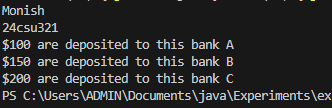 Monish
24csu321
$100 are deposited to this bank A
$150 are deposited to this bank B
$200 are deposited to this bank C
PS C:\Users\ADMIN\Documents\java\Experiments\ex